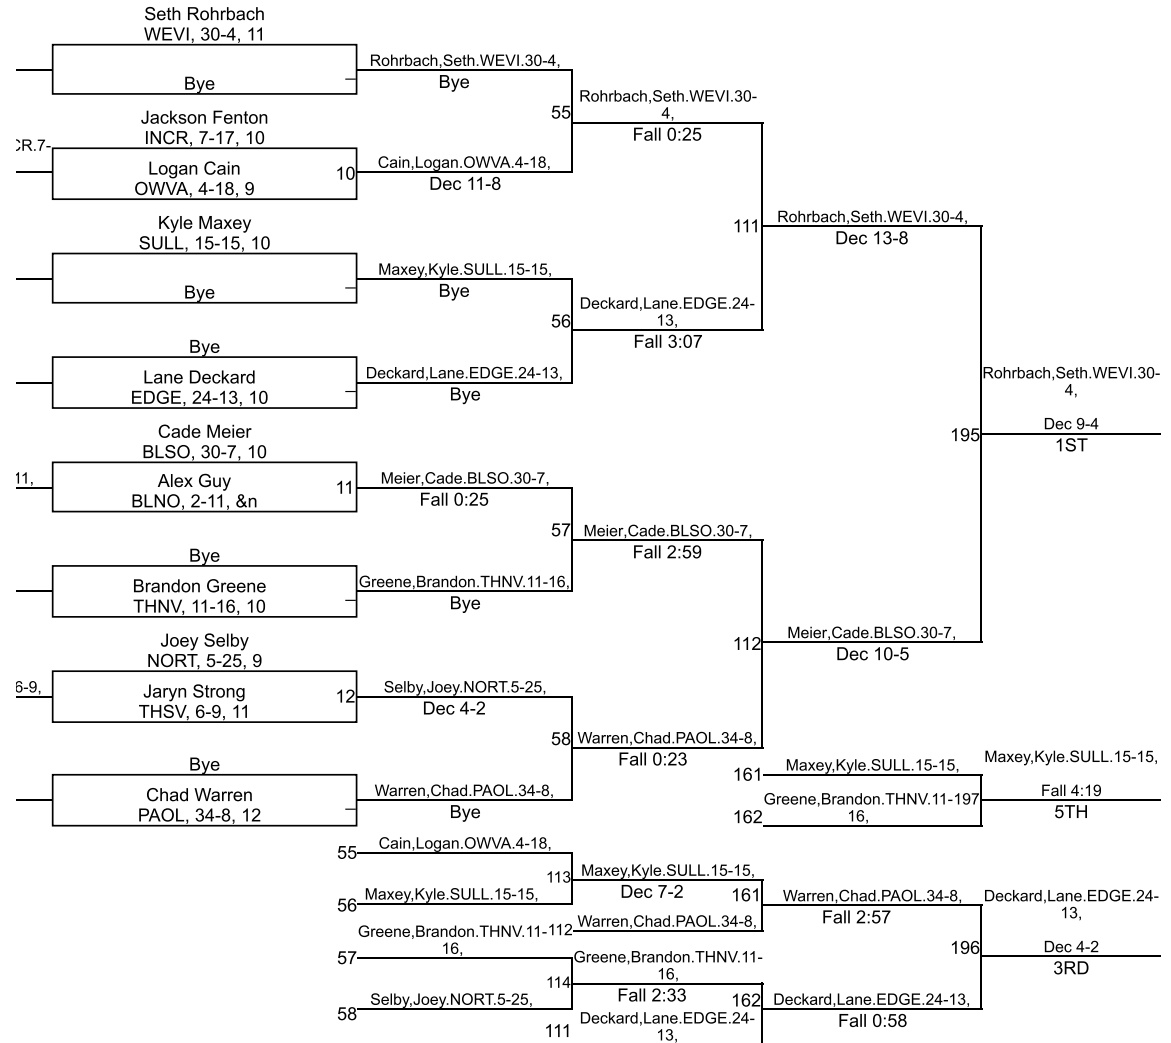 Seth Rohrbach
WEVI, 30-4, 11
Bye
Rohrbach,Seth.WEVI.30-4,
Bye
55
Rohrbach,Seth.WEVI.30-
4,
Fall 0:25
CR.7-
Jackson Fenton
INCR, 7-17, 10
Logan Cain
OWVA, 4-18, 9
10
Cain,Logan.OWVA.4-18,
Dec 11-8
111
Rohrbach,Seth.WEVI.30-4,
Dec 13-8
Kyle Maxey
SULL, 15-15, 10
Bye
Maxey,Kyle.SULL.15-15,
Bye
56
Deckard,Lane.EDGE.24-
13,
Fall 3:07
Bye
Lane Deckard
EDGE, 24-13, 10
Deckard,Lane.EDGE.24-13,
Bye
Rohrbach,Seth.WEVI.30-
4,
195
Dec 9-4
1ST
Cade Meier
BLSO, 30-7, 10
11,
Alex Guy
BLNO, 2-11, &n
11
Meier,Cade.BLSO.30-7,
Fall 0:25
57
Meier,Cade.BLSO.30-7,
Fall 2:59
Bye
Brandon Greene
THNV, 11-16, 10
Greene,Brandon.THNV.11-16,
Bye
112
Meier,Cade.BLSO.30-7,
Dec 10-5
Joey Selby
NORT, 5-25, 9
6-9,
Jaryn Strong
THSV, 6-9, 11
12
Selby,Joey.NORT.5-25,
Dec 4-2
58
Warren,Chad.PAOL.34-8,
Fall 0:23
Bye
Chad Warren
PAOL, 34-8, 12
Warren,Chad.PAOL.34-8,
Bye
161
Maxey,Kyle.SULL.15-15,
162
Greene,Brandon.THNV.11-
16,
197
Maxey,Kyle.SULL.15-15,
Fall 4:19
5TH
55
Cain,Logan.OWVA.4-18,
113
Maxey,Kyle.SULL.15-15,
Dec 7-2
56
Maxey,Kyle.SULL.15-15,
161
Warren,Chad.PAOL.34-8,
Fall 2:57
112
Warren,Chad.PAOL.34-8,
Deckard,Lane.EDGE.24-
13,
57
Greene,Brandon.THNV.11-
16,
114
Greene,Brandon.THNV.11-
16,
Fall 2:33
196
Dec 4-2
3RD
58
Selby,Joey.NORT.5-25,
162
Deckard,Lane.EDGE.24-13,
Fall 0:58
111
Deckard,Lane.EDGE.24-
13,